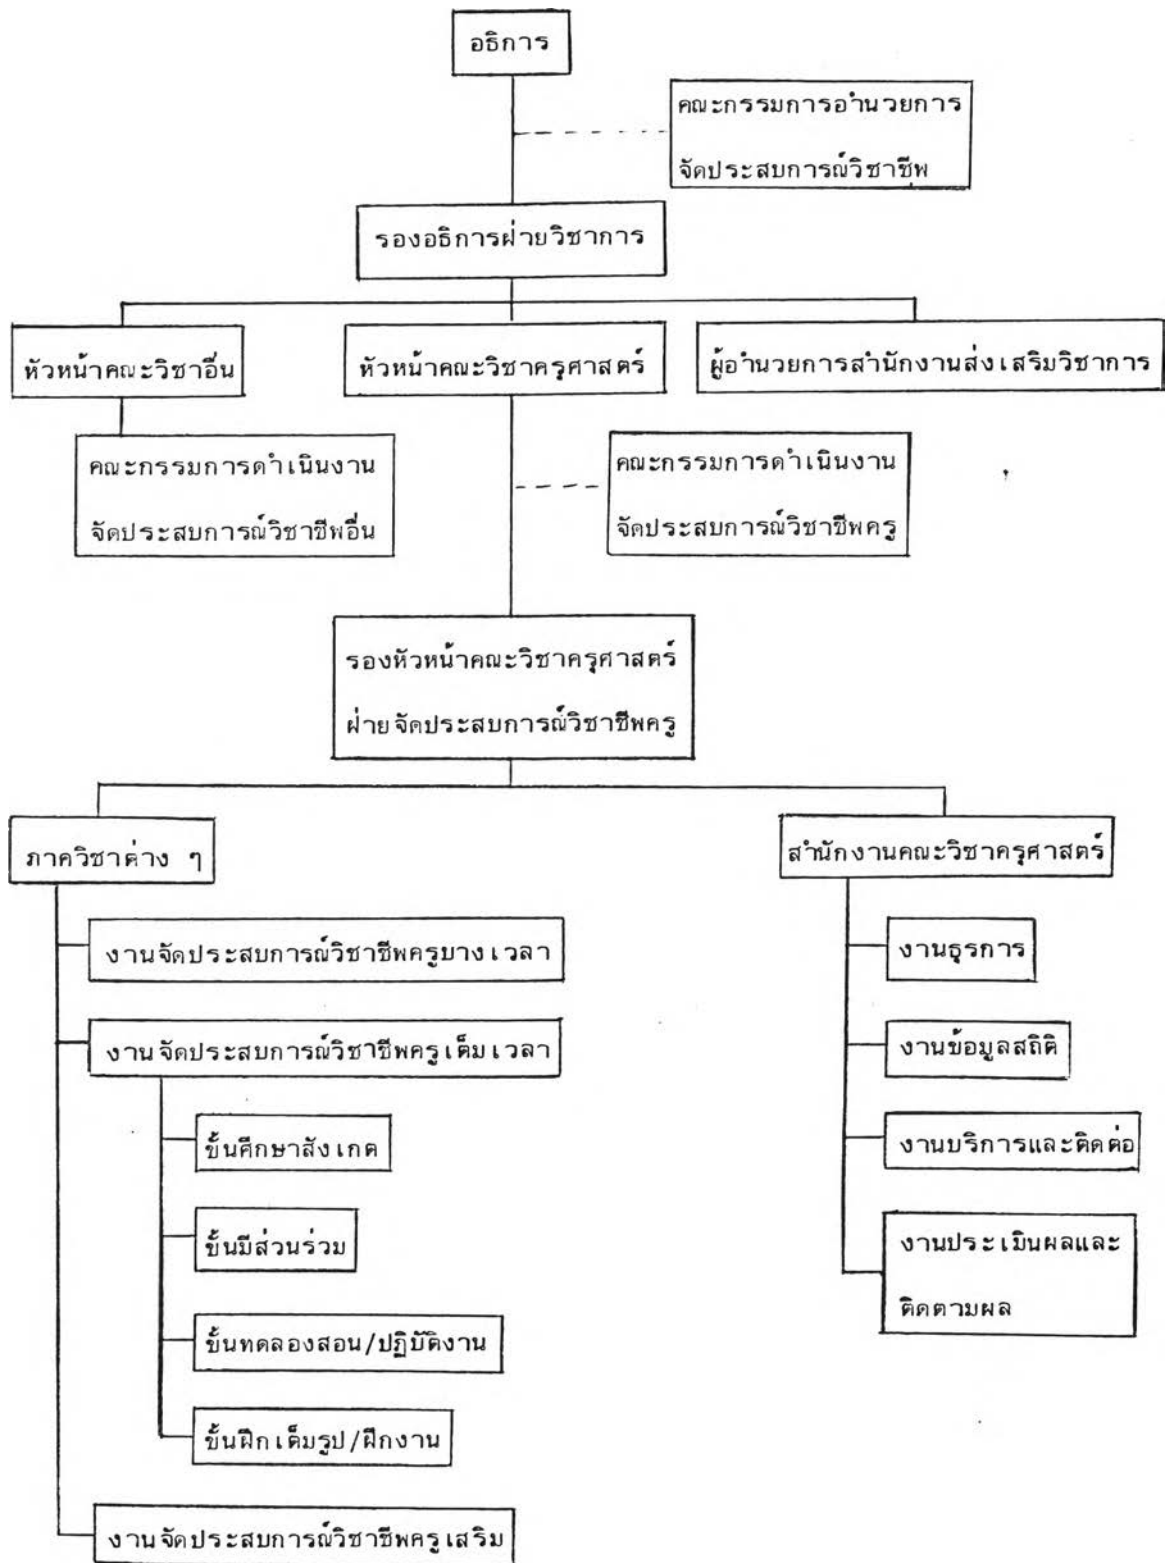 อธิการ
คณะกรรมการอำนวยการ
จัดประสบการณ์วิชาชีพ
รองอธิการฝ่ายวิชาการ
หัวหน้าคณะวิชาอื่น
หัวหน้าคณะวิชาครุศาสตร์
ผู้อำนวยการสำนักงานส่งเสริมวิชาการ
คณะกรรมการดำเนินงาน
จัดประสบการณ์วิชาชีพอื่น
คณะกรรมการดำเนินงาน
จัดประสบการณ์วิชาชีพครู
รองหัวหน้าคณะวิชาครุศาสตร์
ฝ่ายจัดประสบการณ์วิชาชีพครู
ภาควิชาต่าง ๆ
สำนักงานคณะวิชาครุศาสตร์
งานจัดประสบการณ์วิชาชีพครูบางเวลา
งานจัดประสบการณ์วิชาชีพครูเต็มเวลา
ขั้นศึกษาสังเกต
ขั้นมีส่วนร่วม
ขั้นทดลองสอน/ปฏิบัติงาน
ขั้นฝึกเต็มรูป/ฝึกงาน
งานจัดประสบการณ์วิชาชีพครูเสริม
งานธุรการ
งานข้อมูลสถิติ
งานบริการและติดต่อ
งานประเมินผลและ
ติดตามผล